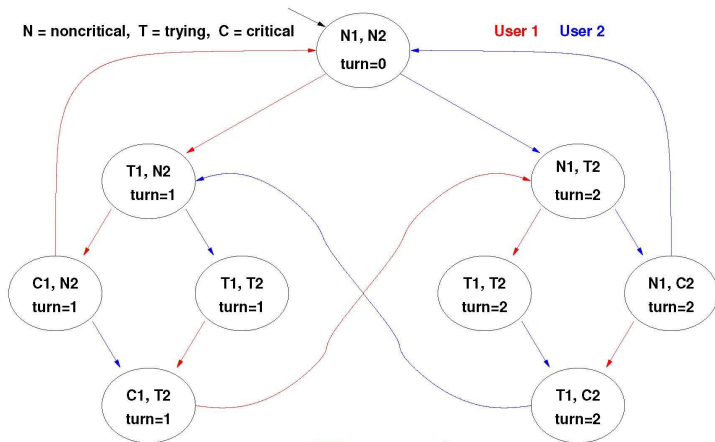 N = noncritical, T = trying, C = critical
N1, N2
turn=0
User 1 User 2
T1, N2
turn=1
N1, T2
turn=2
C1, N2
turn=1
T1, T2
turn=1
T1, T2
turn=2
N1, C2
turn=2
C1, T2
turn=1
T1, C2
turn=2